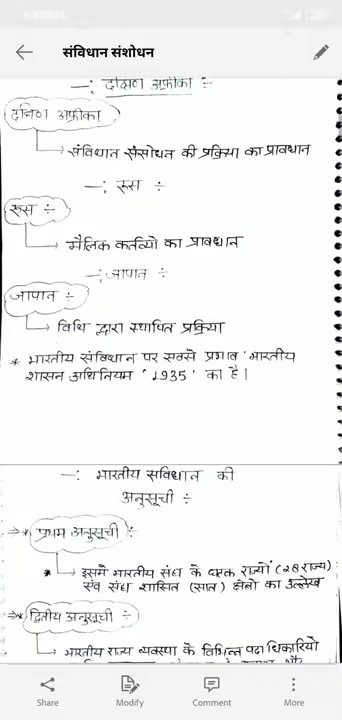 संविधान संशोधन
—: दक्षिण अफ्रीका ÷
दक्षिण अफ्रीका
संविधान संसोधन की प्रक्रिया का प्रावधान
—: रूस ÷
रूस ÷
मौलिक कर्तव्यो का प्रावधान
—: जापान ÷
जापान ÷
विधि द्वारा स्थापित प्रक्रिया
* भारतीय संविधान पर सबसे प्रभाव 'भारतीय
शासन अधिनियम ' 1935' का है।
—: भारतीय सविधान की
अनुसूची ÷
⇒* प्रथम अनुसूची ÷
* इसमे भारतीय संघ के घटक राज्यों (28 राज्य)
एवं संघ शासित (सात) क्षेत्रो का उल्लेख
⇒* द्वितीय अनुसूची ÷
भारतीय राज्य व्यवस्था के विभिन्न पदाधिकारियो
Share
Modify
Comment
More